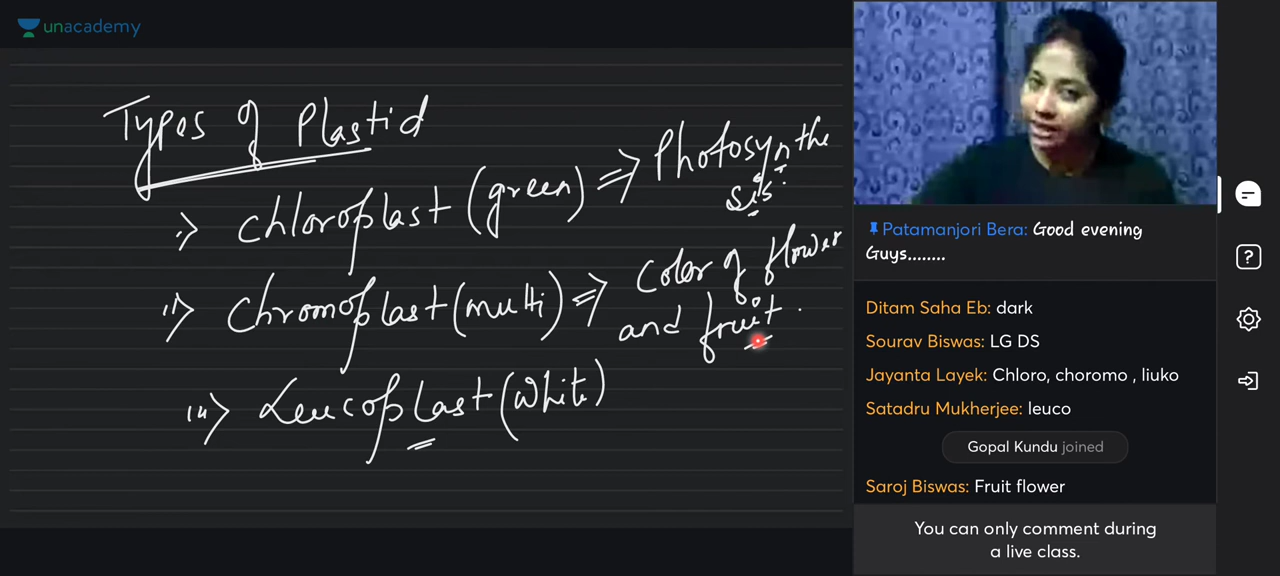 unacademy
Types of Plastid
i) Chloroplast (green) => Photosynthe
sis
ii) Chromoplast (multi) => Color of flower
and fruit.
iii) Leucoplast (White)
Patamanjori Bera: Good evening
Guys........
Ditam Saha Eb: dark
Sourav Biswas: LG DS
Jayanta Layek: Chloro, choromo , liuko
Satadru Mukherjee: leuco
Gopal Kundu joined
Saroj Biswas: Fruit flower
You can only comment during
a live class.